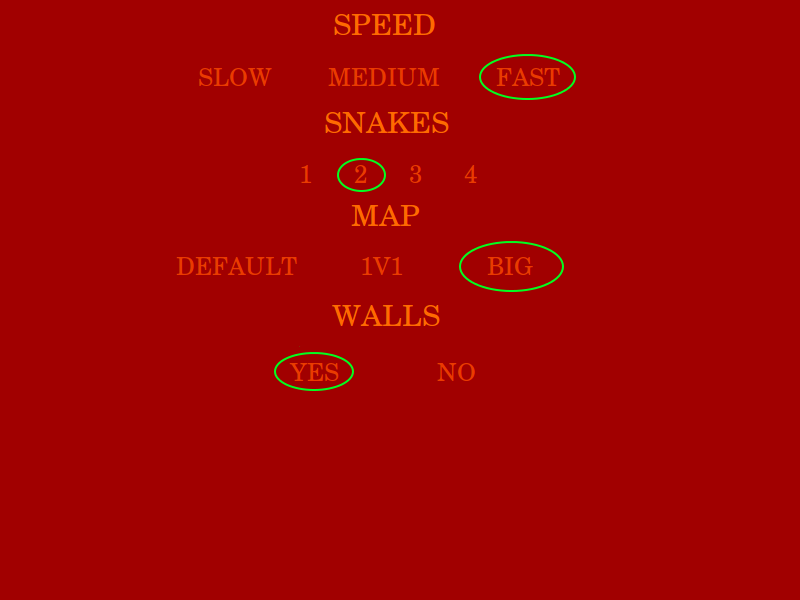 SPEED
SLOW MEDIUM FAST
SNAKES
1 2 3 4
MAP
DEFAULT 1V1 BIG
WALLS
YES NO